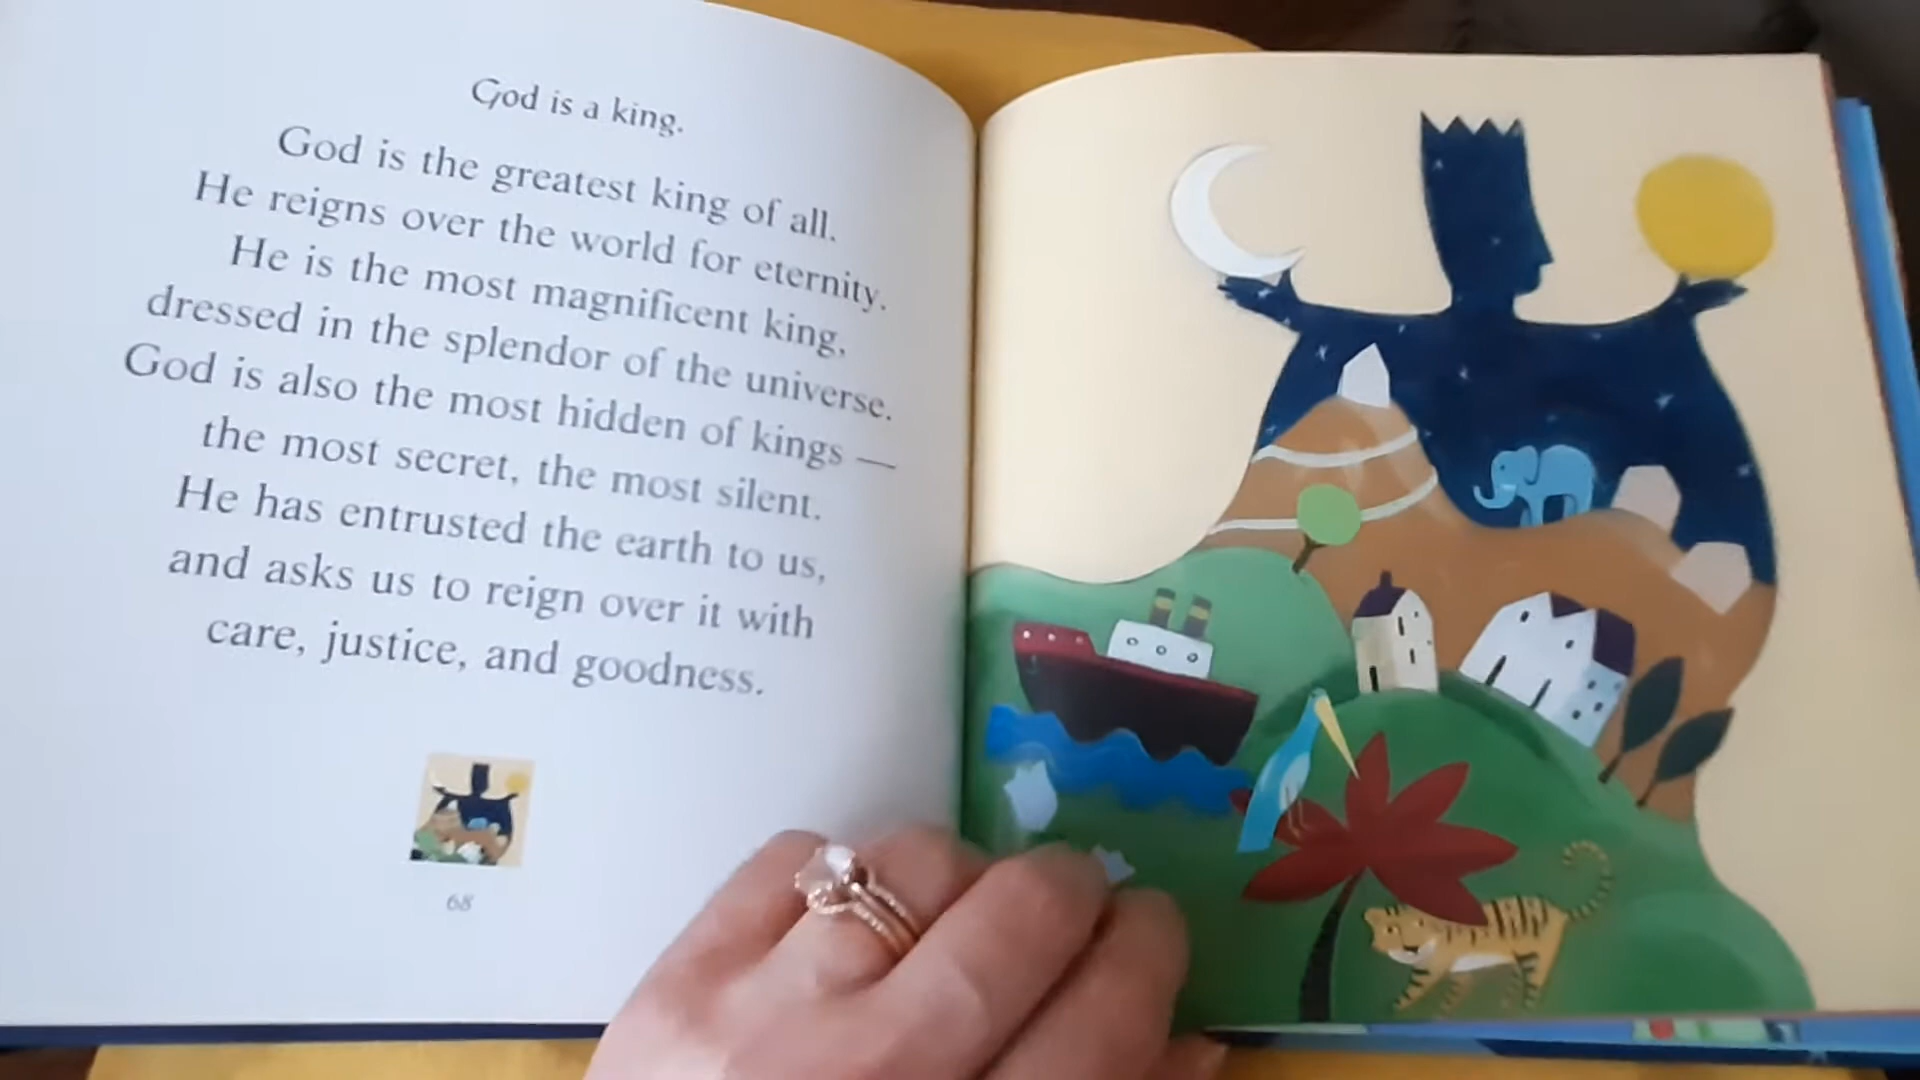 God is a king.
God is the greatest king of all.
He reigns over the world for eternity.
He is the most magnificent king,
dressed in the splendor of the universe.
God is also the most hidden of kings —
the most secret, the most silent.
He has entrusted the earth to us,
and asks us to reign over it with
care, justice, and goodness.
68